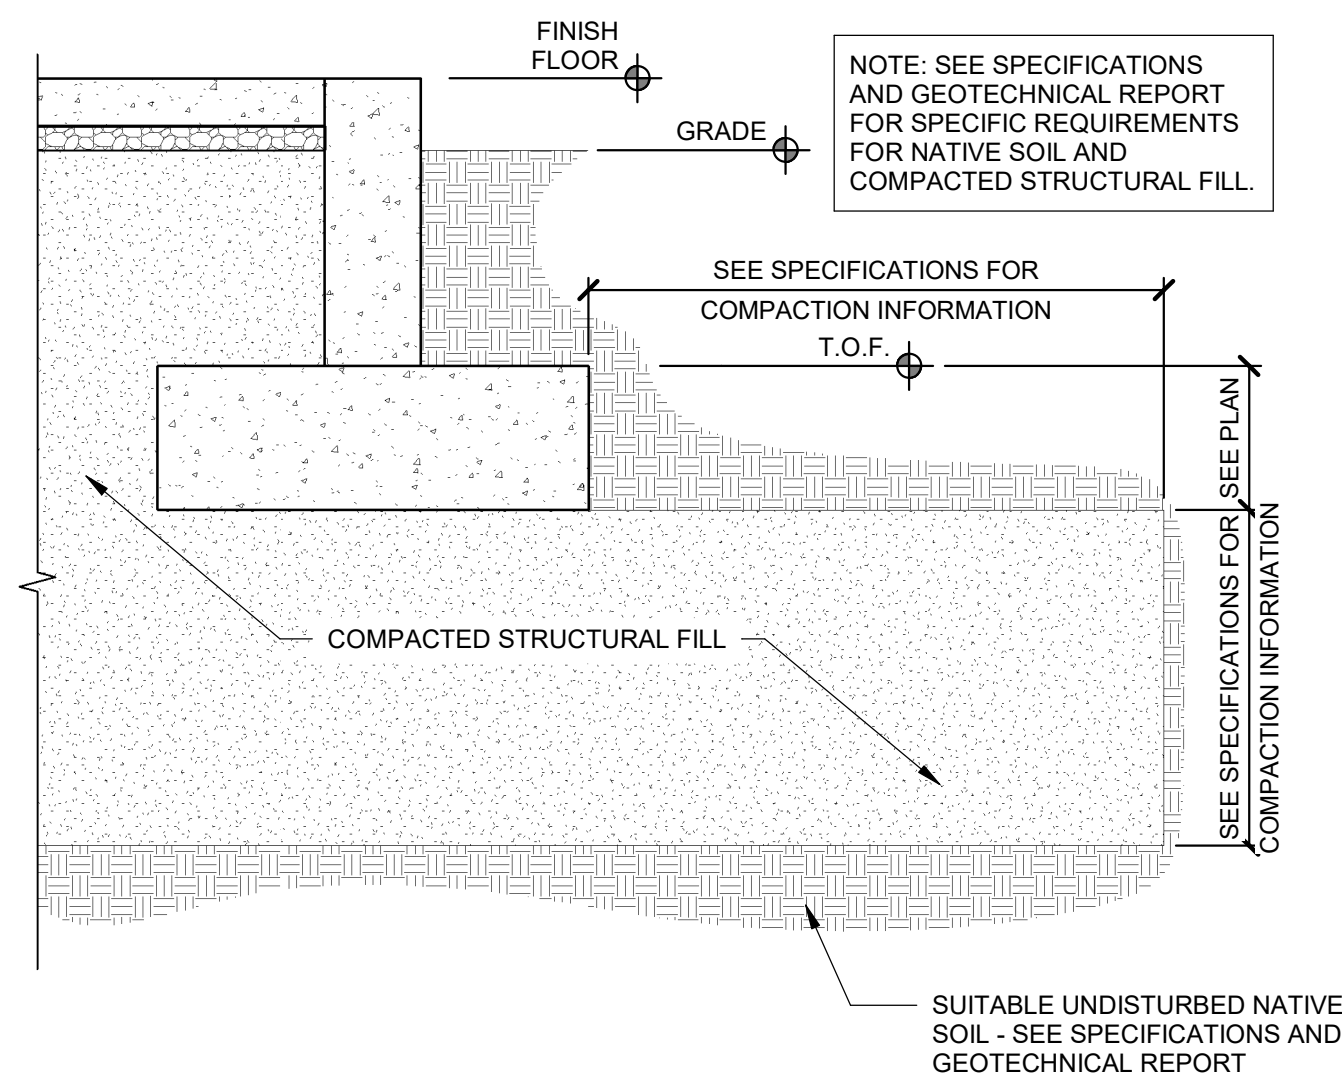 FINISH
FLOOR
NOTE: SEE SPECIFICATIONS
AND GEOTECHNICAL REPORT
FOR SPECIFIC REQUIREMENTS
FOR NATIVE SOIL AND
COMPACTED STRUCTURAL FILL.
GRADE
SEE SPECIFICATIONS FOR
COMPACTION INFORMATION
T.O.F.
SEE PLAN
SEE SPECIFICATIONS FOR
COMPACTION INFORMATION
COMPACTED STRUCTURAL FILL
SUITABLE UNDISTURBED NATIVE
SOIL - SEE SPECIFICATIONS AND
GEOTECHNICAL REPORT